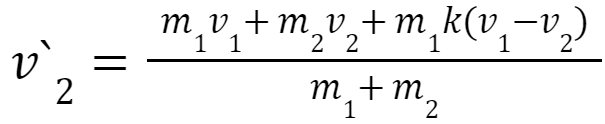 v`₂ = (m₁v₁+ m₂v₂+ m₁k(v₁−v₂)) / (m₁+ m₂)